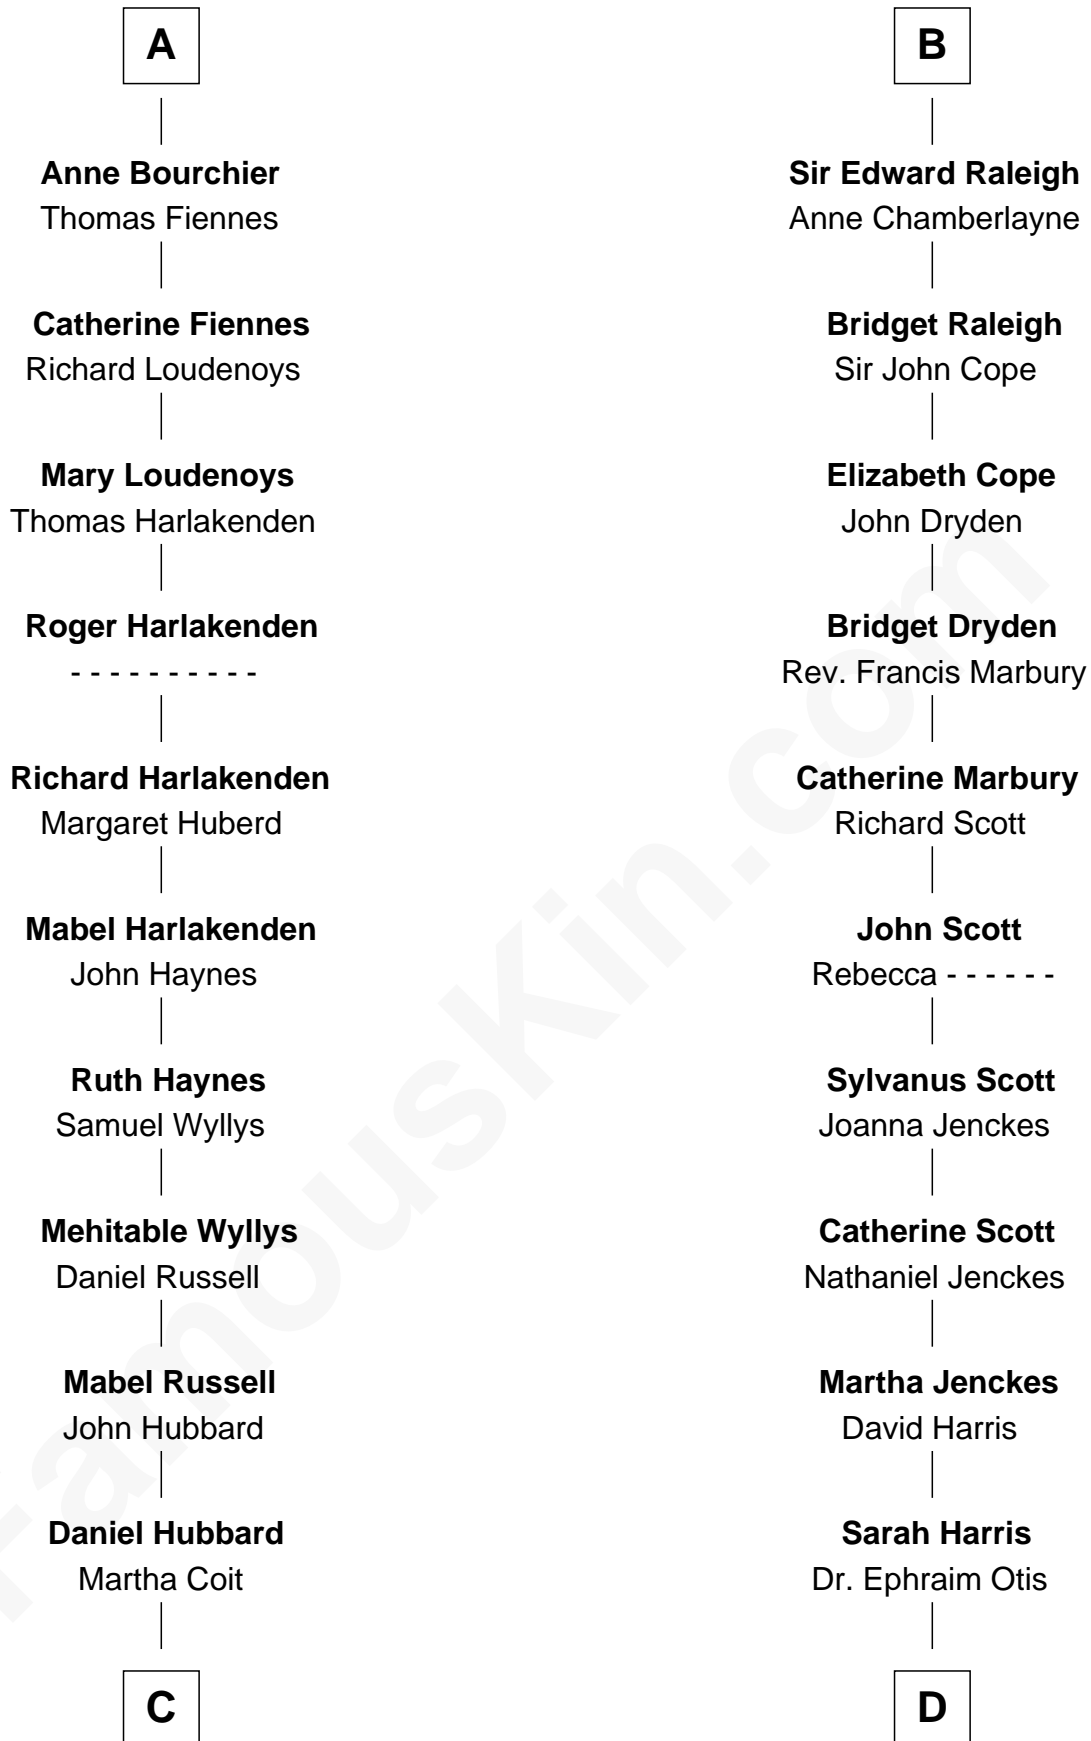 A
Anne Bourchier
Thomas Fiennes
Catherine Fiennes
Richard Loudenoys
Mary Loudenoys
Thomas Harlakenden
Roger Harlakenden
- - - - - - - - - -
Richard Harlakenden
Margaret Huberd
Mabel Harlakenden
John Haynes
Ruth Haynes
Samuel Wyllys
Mehitable Wyllys
Daniel Russell
Mabel Russell
John Hubbard
Daniel Hubbard
Martha Coit
C
B
Sir Edward Raleigh
Anne Chamberlayne
Bridget Raleigh
Sir John Cope
Elizabeth Cope
John Dryden
Bridget Dryden
Rev. Francis Marbury
Catherine Marbury
Richard Scott
John Scott
Rebecca - - - - - -
Sylvanus Scott
Joanna Jenckes
Catherine Scott
Nathaniel Jenckes
Martha Jenckes
David Harris
Sarah Harris
Dr. Ephraim Otis
D
FamousKin.com